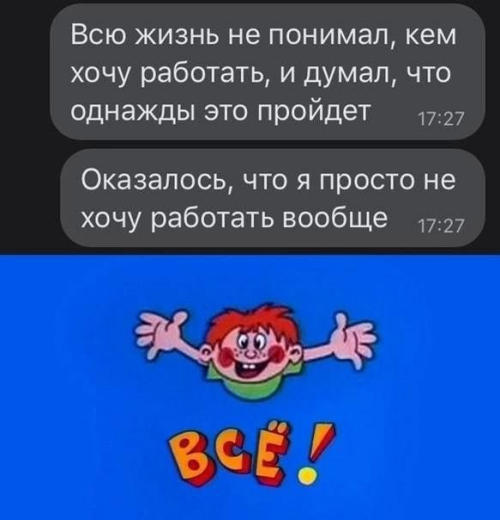 Всю жизнь не понимал, кем
хочу работать, и думал, что
однажды это пройдет
17:27
Оказалось, что я просто не
хочу работать вообще
17:27
ВСЁ!